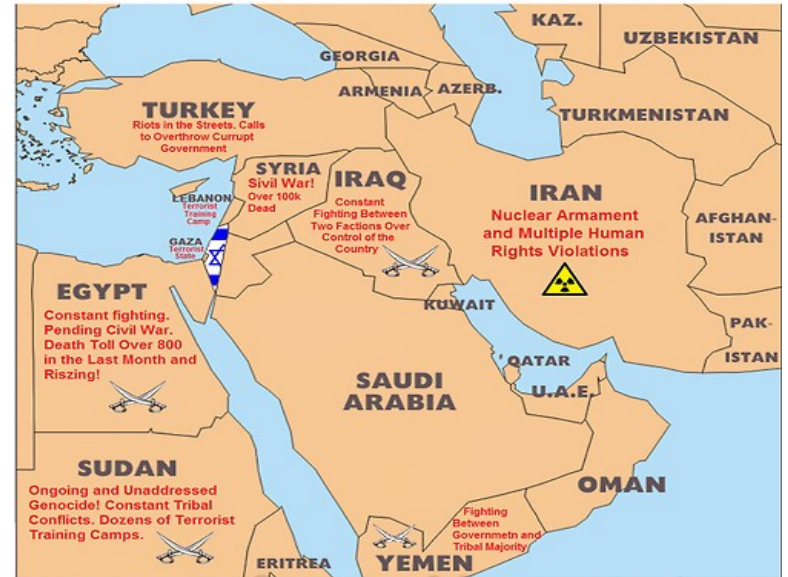 KAZ.
UZBEKISTAN
GEORGIA
ARMENIA
AZERB.
TURKMENISTAN
TURKEY
Riots in the Streets. Calls
to Overthrow Currupt
Government
SYRIA
Sivil War!
Over 100k
Dead
IRAQ
Constant
Fighting Between
Two Factions Over
Control of the
Country
IRAN
Nuclear Armament
and Multiple Human
Rights Violations
AFGHAN-
ISTAN
LEBANON
Terrorist
Training
Camp
GAZA
Terrorist
State
EGYPT
Constant fighting.
Pending Civil War.
Death Toll Over 800
in the Last Month and
Riszing!
KUWAIT
PAK-
ISTAN
QATAR
U.A.E.
SAUDI
ARABIA
OMAN
SUDAN
Ongoing and Unaddressed
Genocide! Constant Tribal
Conflicts. Dozens of Terrorist
Training Camps.
Fighting
Between
Governmetn and
Tribal Majority
YEMEN
ERITREA